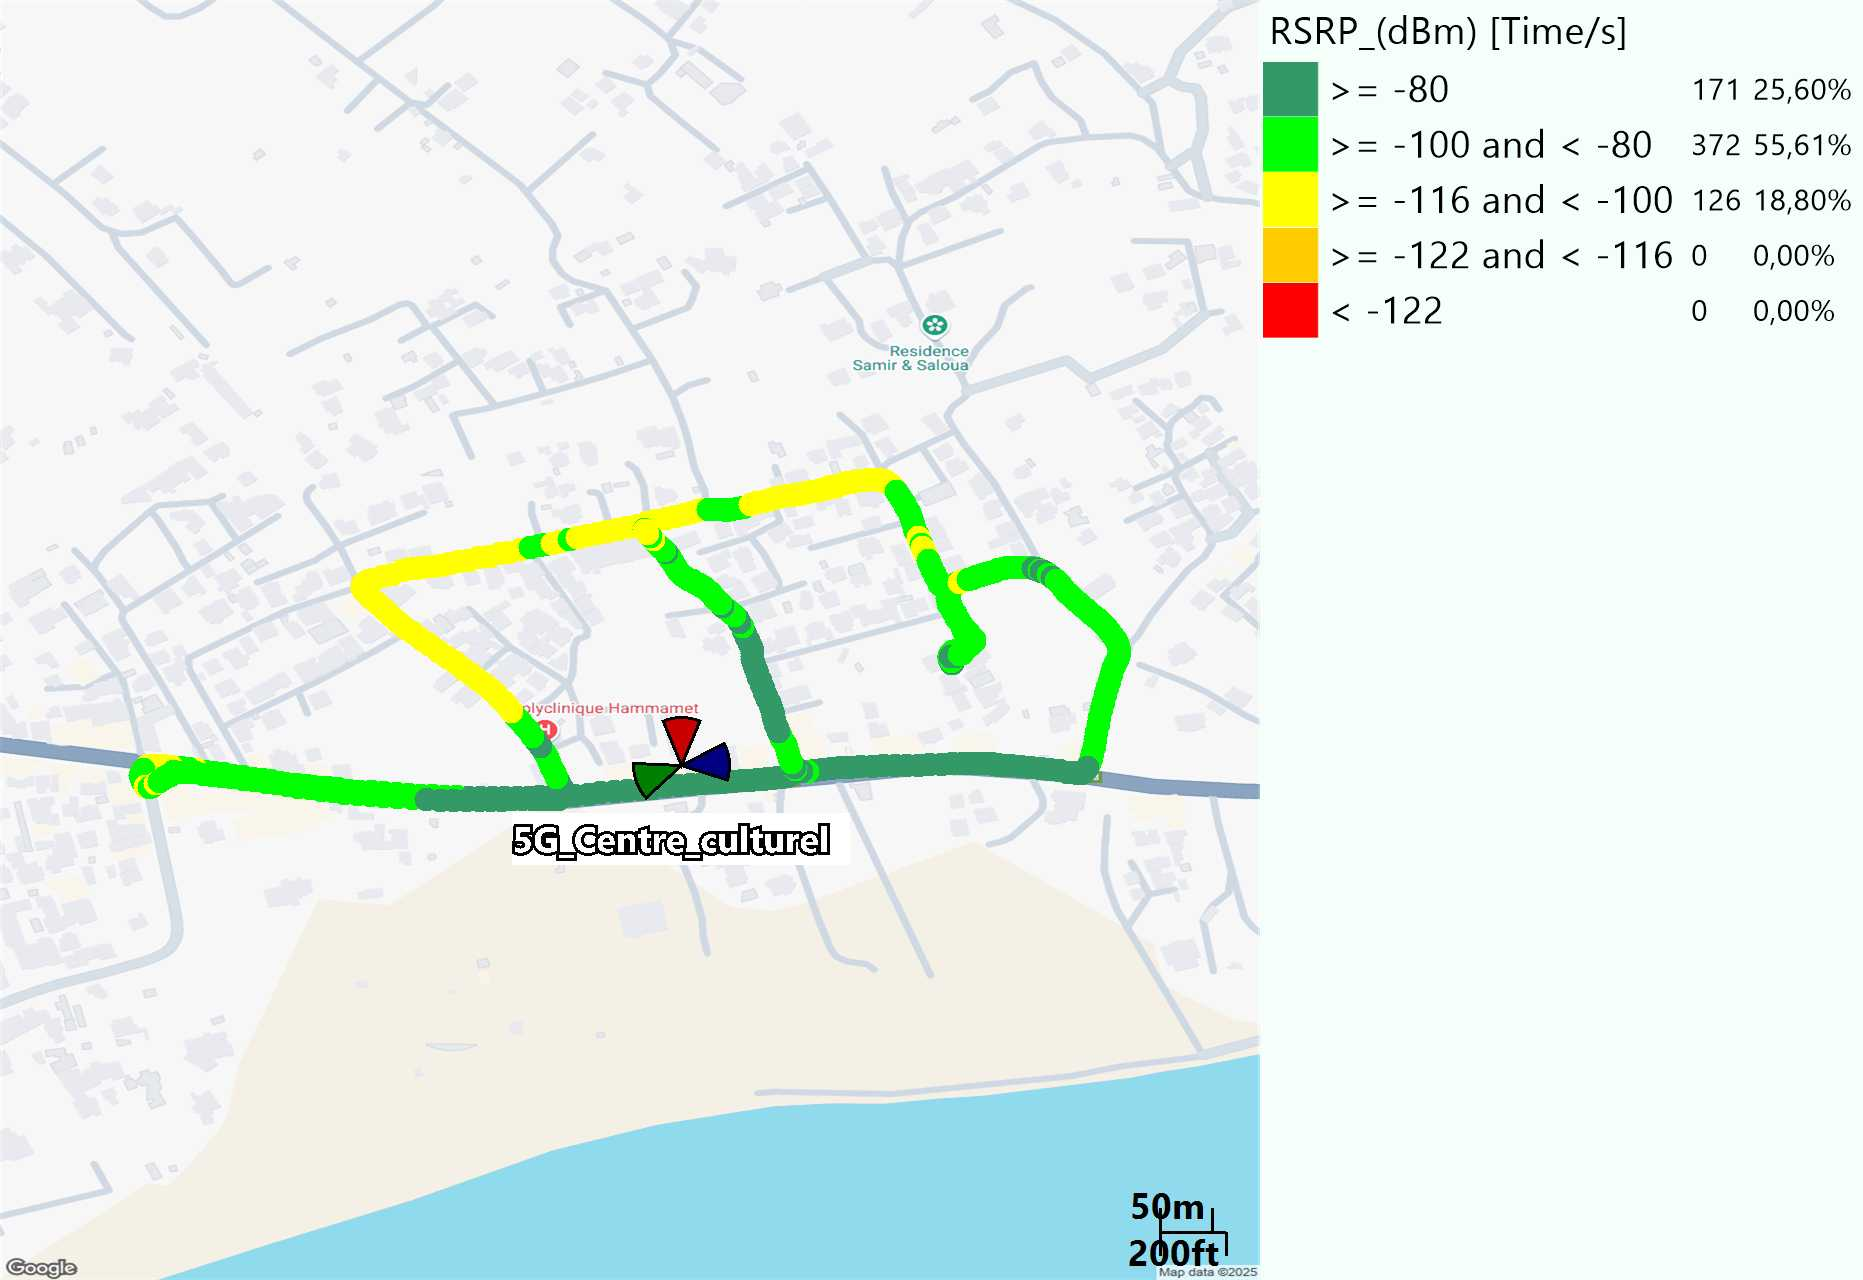 RSRP_(dBm) [Time/s]
>= -80 171 25,60%
>= -100 and < -80 372 55,61%
>= -116 and < -100 126 18,80%
>= -122 and < -116 0 0,00%
< -122 0 0,00%
Residence
Samir & Saloua
olyclinique Hammamet
H
5G_Centre_culturel
50m
200ft
Google
Map data ©2025